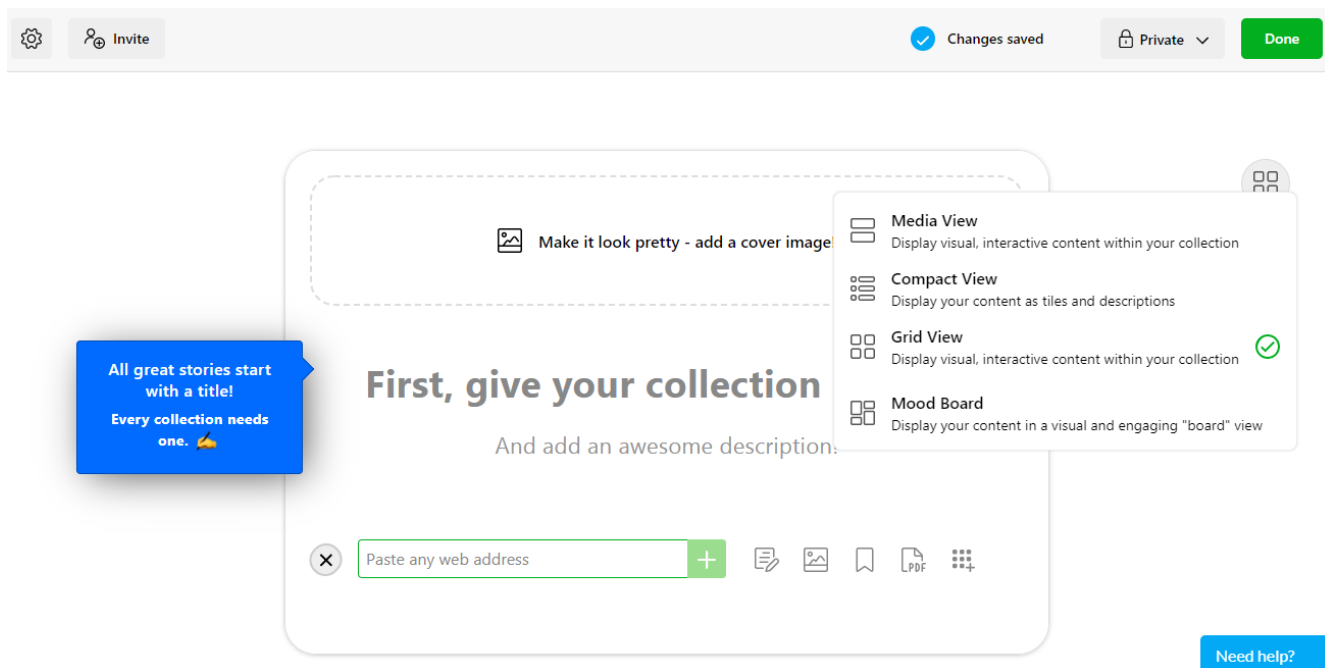 Invite
Changes saved
Private
Done
Make it look pretty - add a cover image!
Media View
Display visual, interactive content within your collection
Compact View
Display your content as tiles and descriptions
Grid View
Display visual, interactive content within your collection
Mood Board
Display your content in a visual and engaging "board" view
All great stories start
with a title!
Every collection needs
one. ✍️
First, give your collection
And add an awesome description!
Paste any web address
PDF
Need help?